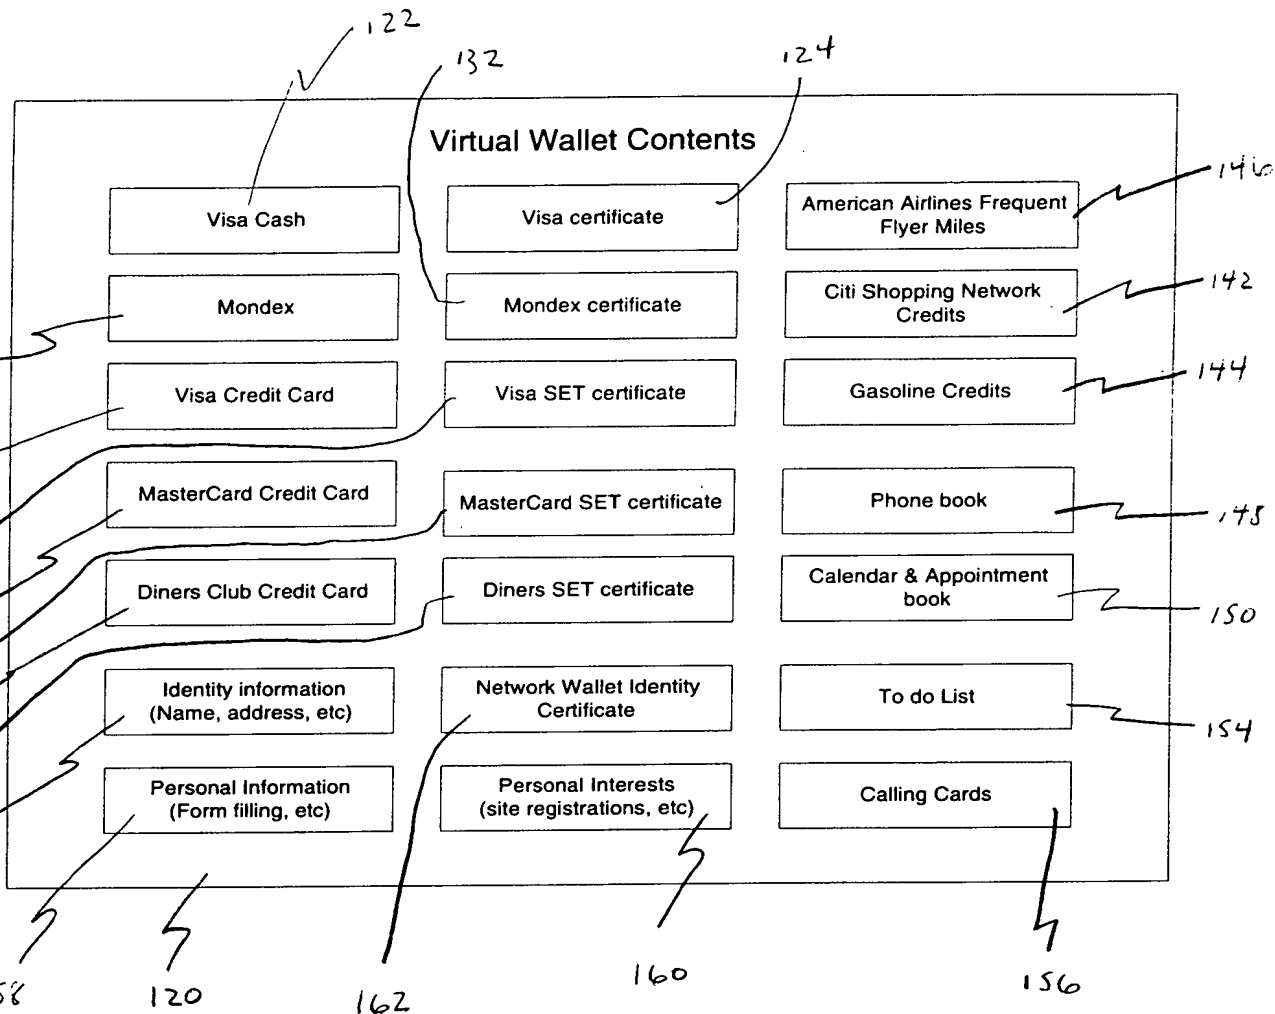 122
132
124
Virtual Wallet Contents
146
Visa Cash
Visa certificate
American Airlines Frequent
Flyer Miles
Mondex
Mondex certificate
Citi Shopping Network
Credits
142
Visa Credit Card
Visa SET certificate
Gasoline Credits
144
MasterCard Credit Card
MasterCard SET certificate
Phone book
148
Diners Club Credit Card
Diners SET certificate
Calendar & Appointment
book
150
Identity information
(Name, address, etc)
Network Wallet Identity
Certificate
To do List
154
Personal Information
(Form filling, etc)
Personal Interests
(site registrations, etc)
Calling Cards
58
120
162
160
156